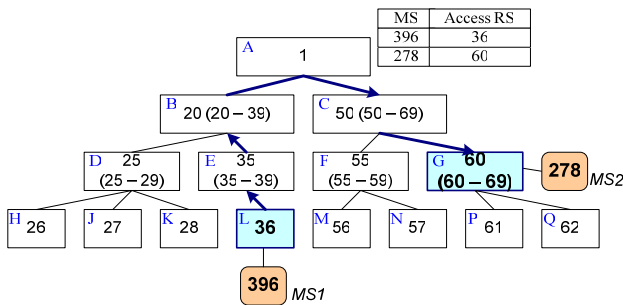 MS Access RS
396 36
278 60
A 1
B 20 (20 – 39)
C 50 (50 – 69)
D 25
(25 – 29)
E 35
(35 – 39)
F 55
(55 – 59)
G 60
(60 – 69)
278 MS2
H 26
J 27
K 28
L 36
M 56
N 57
P 61
Q 62
396 MS1